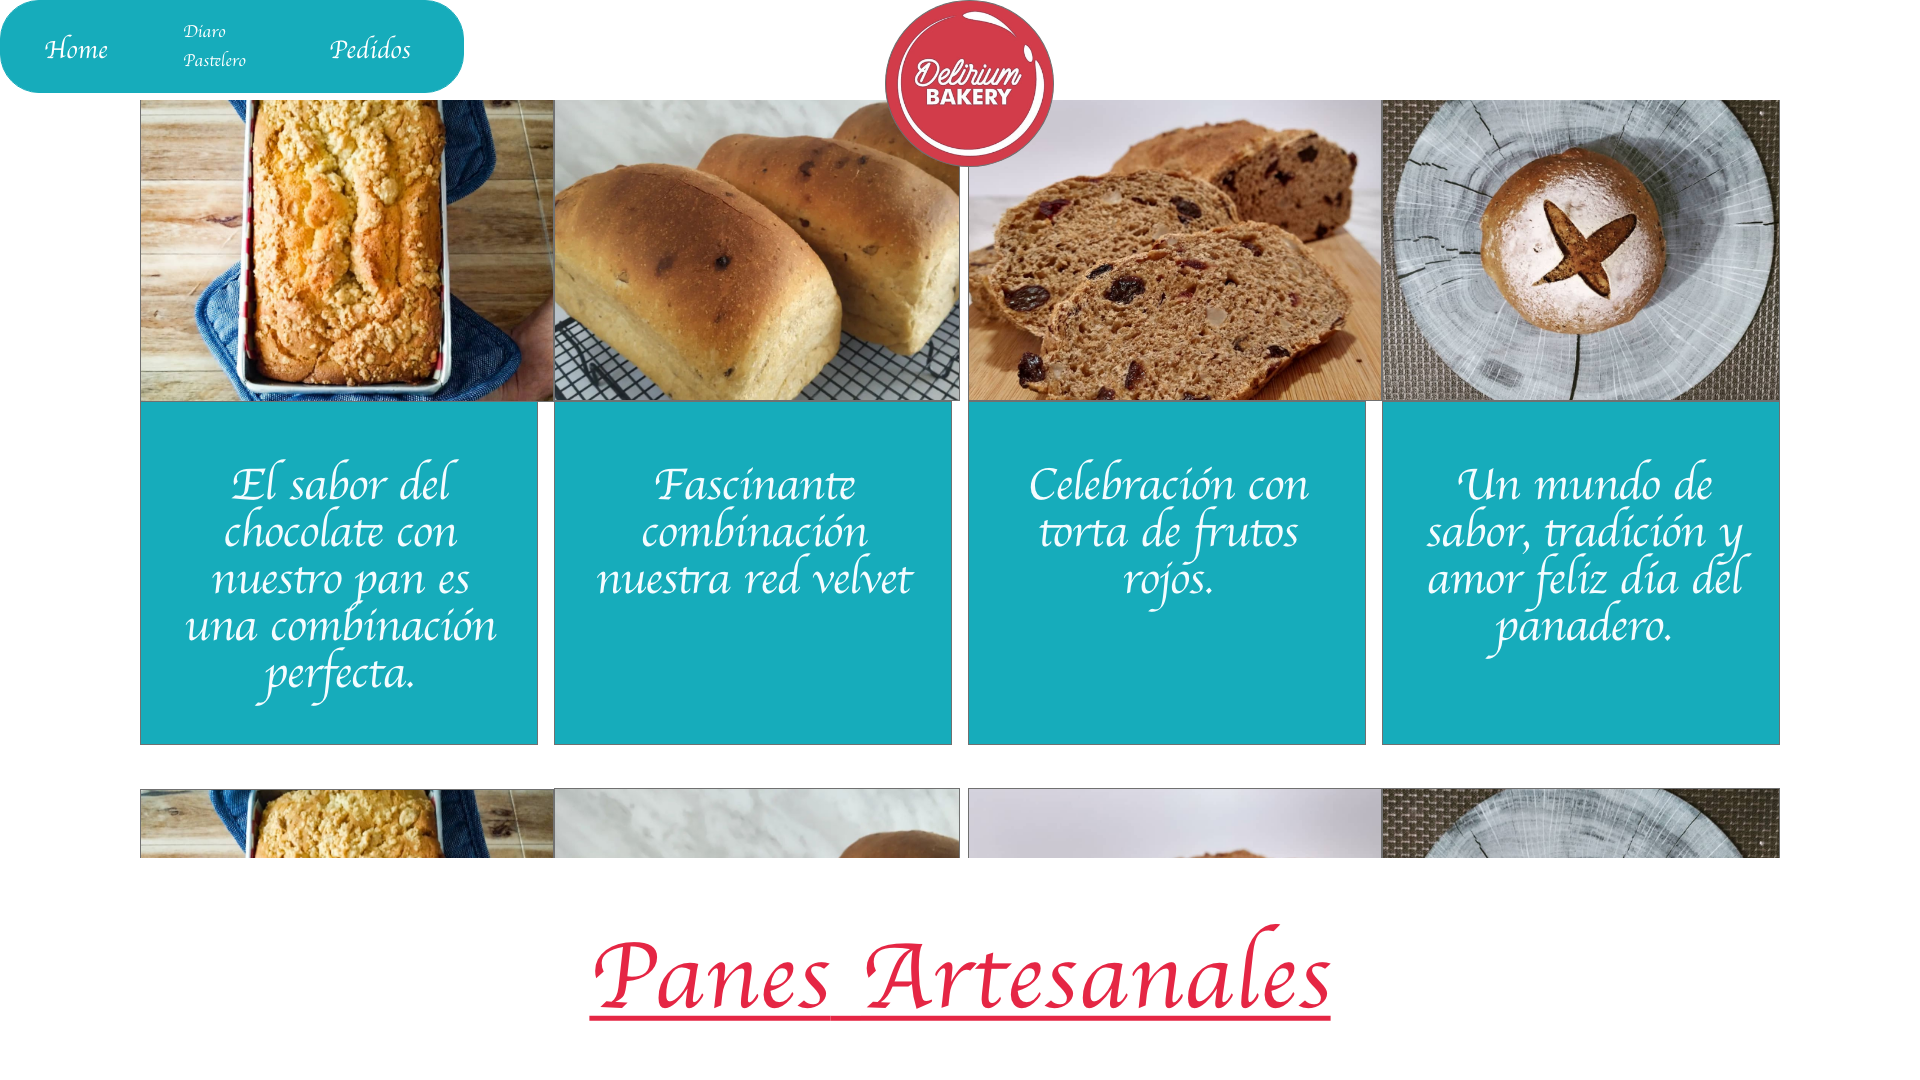 Home
Diaro
Pastelero
Pedidos
Delirium
BAKERY
El sabor del
chocolate con
nuestro pan es
una combinación
perfecta.
Fascinante
combinación
nuestra red velvet
Celebración con
torta de frutos
rojos.
Un mundo de
sabor, tradición y
amor feliz día del
panadero.
Panes Artesanales